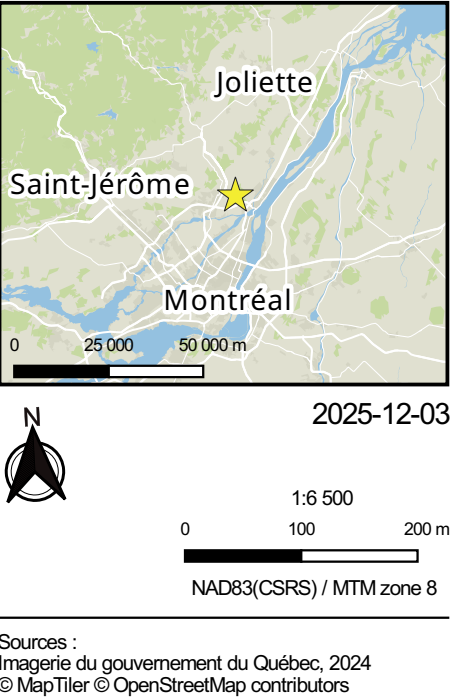 Joliette
Saint-Jérôme
Montréal
0 25 000 50 000 m
N
2025-12-03
1:6 500
0 100 200 m
NAD83(CSRS) / MTM zone 8
Sources :
Imagerie du gouvernement du Québec, 2024
© MapTiler © OpenStreetMap contributors